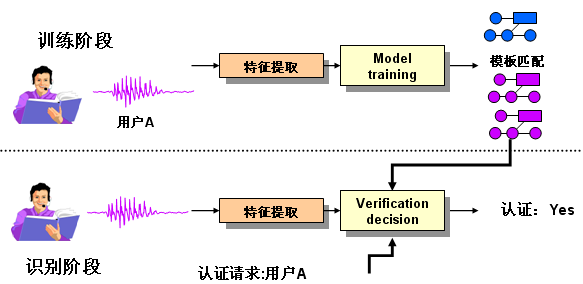 训练阶段
特征提取
Model
training
模板匹配
用户A
特征提取
Verification
decision
认证：Yes
识别阶段
认证请求:用户A